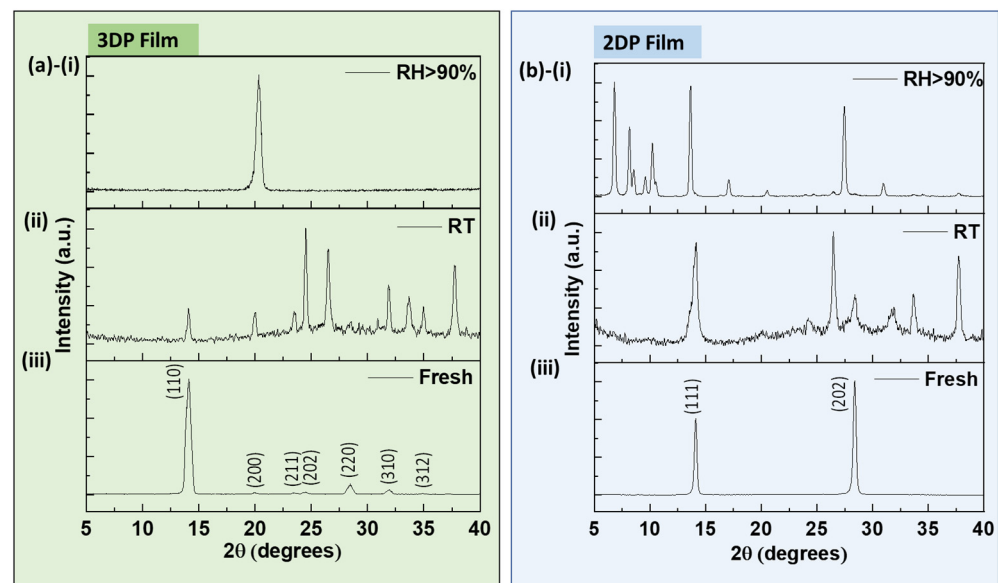 3DP Film
(a)-(i)
RH>90%
(ii)
RT
Intensity (a.u.)
(iii)
Fresh
(110)
(200)
(211)
(202)
(220)
(310)
(312)
5 10 15 20 25 30 35 40
2θ (degrees)
2DP Film
(b)-(i)
RH>90%
(ii)
RT
Intensity (a.u.)
(iii)
Fresh
(111)
(202)
5 10 15 20 25 30 35 40
2θ (degrees)